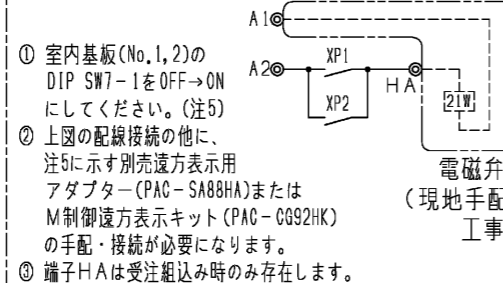 A1
① 室内基板(No.1,2)の
DIP SW7-1をOFF→ON
にしてください。(注5)
A2
XP1
HA
XP2
21W
② 上図の配線接続の他に、
注5に示す別売遠方表示用
アダプター(PAC-SA88HA)または
M制御遠方表示キット(PAC-CG92HK)
の手配・接続が必要になります。
電磁弁
(現地手配
工事
③ 端子HAは受注組込み時のみ存在します。